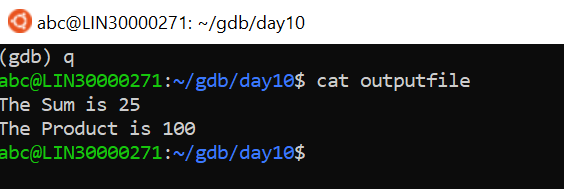 abc@LIN30000271: ~/gdb/day10
(gdb) q
abc@LIN30000271:~/gdb/day10$ cat outputfile
The Sum is 25
The Product is 100
abc@LIN30000271:~/gdb/day10$